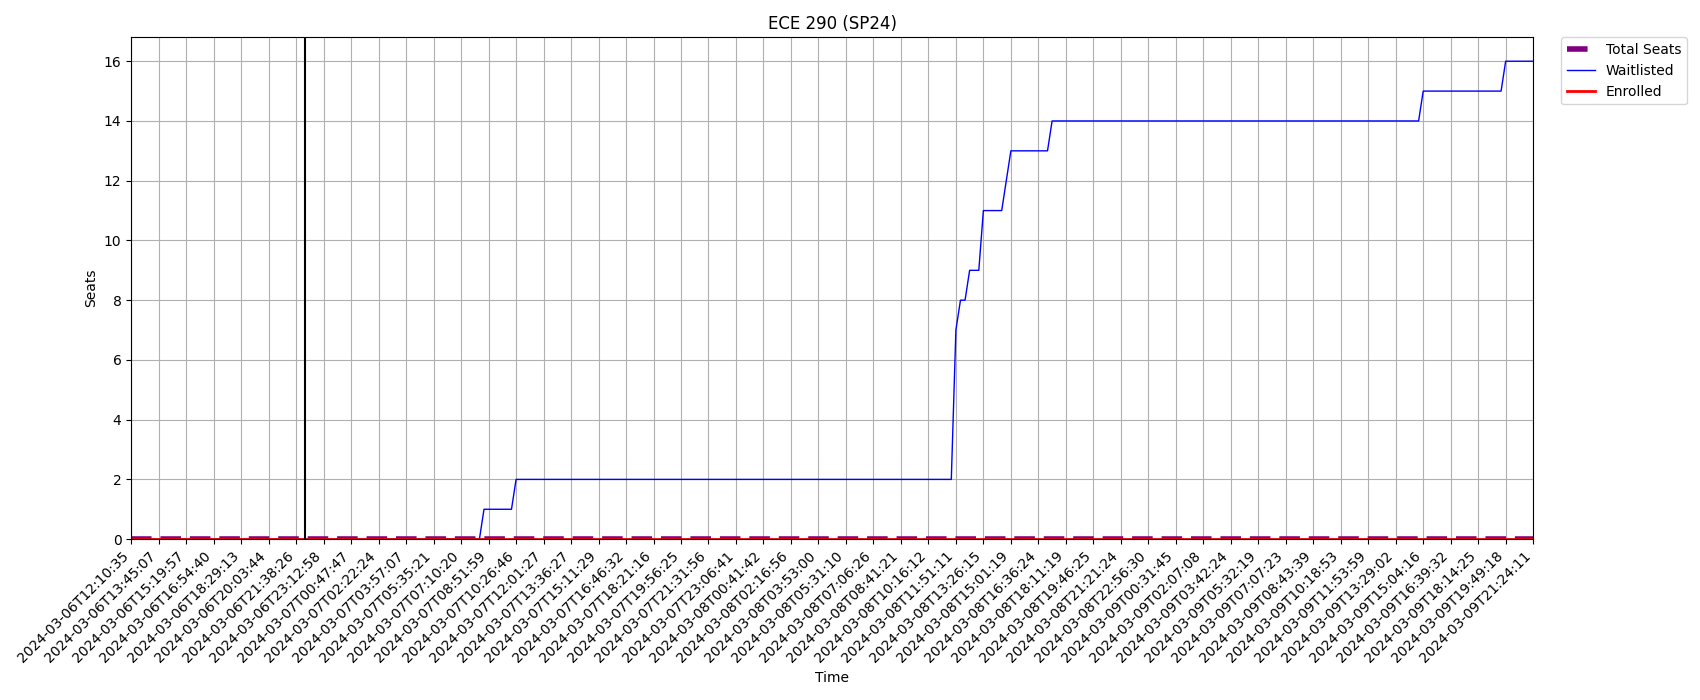 ECE 290 (SP24)
Total Seats
Waitlisted
Enrolled
Seats
16
14
12
10
8
6
4
2
0
2024-03-06T12:10:35
2024-03-06T13:45:07
2024-03-06T15:19:57
2024-03-06T16:54:40
2024-03-06T18:29:13
2024-03-06T20:03:44
2024-03-06T21:38:26
2024-03-06T23:12:58
2024-03-07T00:47:47
2024-03-07T02:22:24
2024-03-07T03:57:07
2024-03-07T05:35:21
2024-03-07T07:10:20
2024-03-07T08:51:59
2024-03-07T10:26:46
2024-03-07T12:01:27
2024-03-07T13:36:27
2024-03-07T15:11:29
2024-03-07T16:46:32
2024-03-07T18:21:16
2024-03-07T19:56:25
2024-03-07T21:31:56
2024-03-07T23:06:41
2024-03-08T00:41:42
2024-03-08T02:16:56
2024-03-08T03:53:00
2024-03-08T05:31:10
2024-03-08T07:06:26
2024-03-08T08:41:21
2024-03-08T10:16:12
2024-03-08T11:51:11
2024-03-08T13:26:15
2024-03-08T15:01:19
2024-03-08T16:36:24
2024-03-08T18:11:19
2024-03-08T19:46:25
2024-03-08T21:21:24
2024-03-08T22:56:30
2024-03-09T00:31:45
2024-03-09T02:07:08
2024-03-09T03:42:24
2024-03-09T05:32:19
2024-03-09T07:07:23
2024-03-09T08:43:39
2024-03-09T10:18:53
2024-03-09T11:53:59
2024-03-09T13:29:02
2024-03-09T15:04:16
2024-03-09T16:39:32
2024-03-09T18:14:25
2024-03-09T19:49:18
2024-03-09T21:24:11
Time